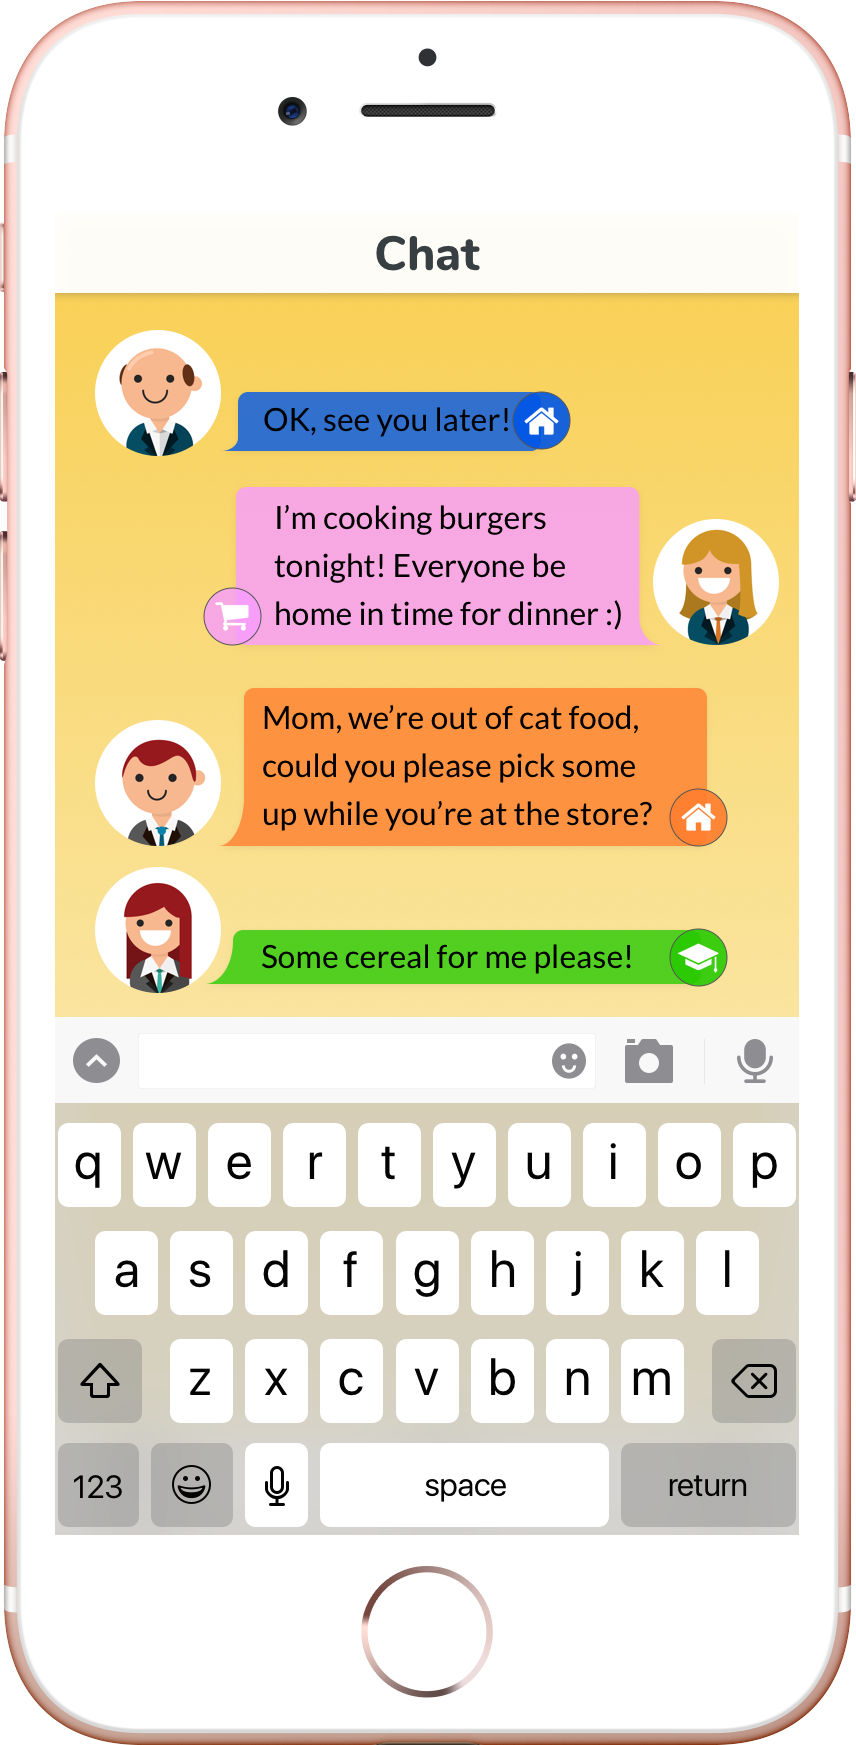 Chat
OK, see you later!
I’m cooking burgers
tonight! Everyone be
home in time for dinner :)
Mom, we’re out of cat food,
could you please pick some
up while you’re at the store?
Some cereal for me please!
q w e r t y u i o p
a s d f g h j k l
z x c v b n m
123 space return